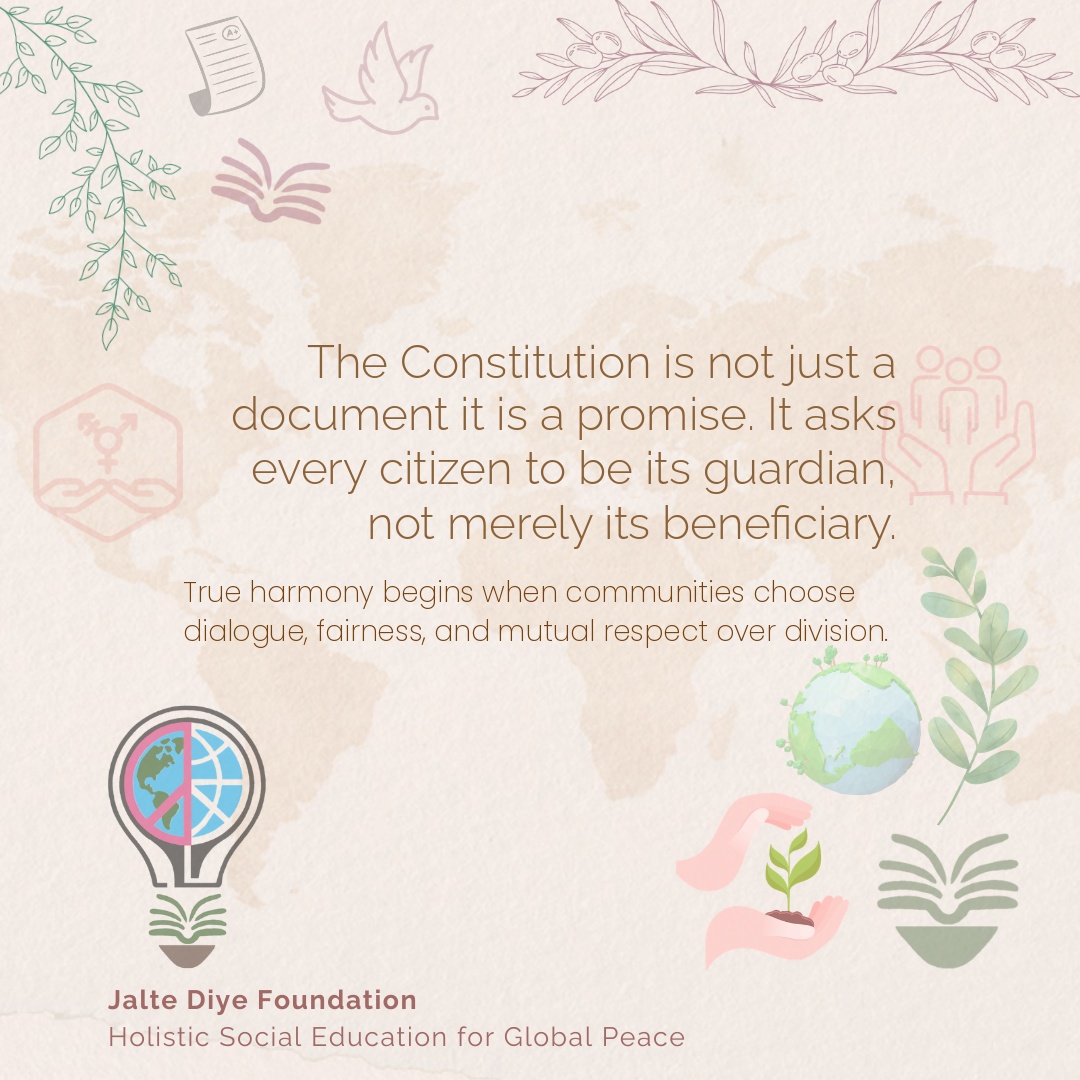 A+
The Constitution is not just a
document it is a promise. It asks
every citizen to be its guardian,
not merely its beneficiary.
True harmony begins when communities choose
dialogue, fairness, and mutual respect over division.
Jalte Diye Foundation
Holistic Social Education for Global Peace